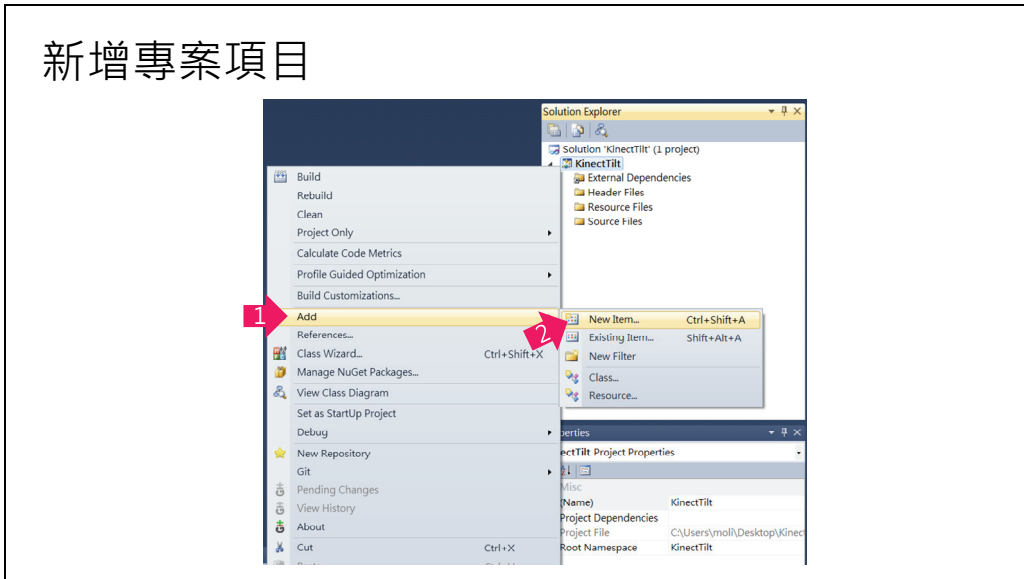 新增專案項目
Solution Explorer
Solution 'KinectTilt' (1 project)
KinectTilt
External Dependencies
Header Files
Resource Files
Source Files
Build
Rebuild
Clean
Project Only
Calculate Code Metrics
Profile Guided Optimization
Build Customizations...
1
Add
References...
Class Wizard... Ctrl+Shift+X
Manage NuGet Packages...
View Class Diagram
Set as StartUp Project
Debug
New Repository
Git
Pending Changes
View History
About
Cut Ctrl+X
2
New Item... Ctrl+Shift+A
Existing Item... Shift+Alt+A
New Filter
Class...
Resource...
perties
ectTilt Project Properties
Misc
(Name) KinectTilt
Project Dependencies
Project File C:\Users\moli\Desktop\Kinec
Root Namespace KinectTilt